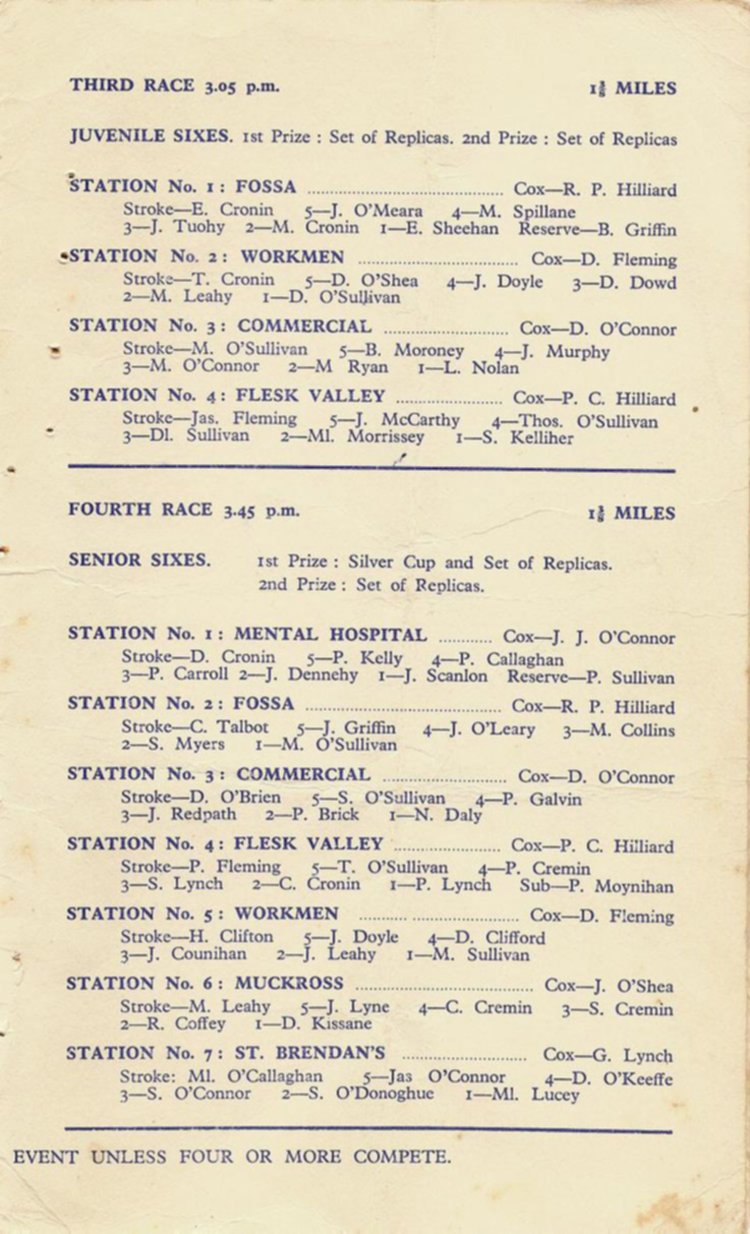 THIRD RACE 3.05 p.m. 1⅜ MILES
JUVENILE SIXES. 1st Prize : Set of Replicas. 2nd Prize : Set of Replicas
STATION No. 1 : FOSSA ........................................ Cox—R. P. Hilliard
Stroke—E. Cronin 5—J. O'Meara 4—M. Spillane
3—J. Tuohy 2—M. Cronin 1—E. Sheehan Reserve—B. Griffin
STATION No. 2 : WORKMEN ................................ Cox—D. Fleming
Stroke—T. Cronin 5—D. O'Shea 4—J. Doyle 3—D. Dowd
2—M. Leahy 1—D. O'Sullivan
STATION No. 3 : COMMERCIAL ......................... Cox—D. O'Connor
Stroke—M. O'Sullivan 5—B. Moroney 4—J. Murphy
3—M. O'Connor 2—M Ryan 1—L. Nolan
STATION No. 4 : FLESK VALLEY ...................... Cox—P. C. Hilliard
Stroke—Jas. Fleming 5—J. McCarthy 4—Thos. O'Sullivan
3—Dl. Sullivan 2—Ml. Morrissey 1—S. Kelliher
FOURTH RACE 3.45 p.m. 1⅜ MILES
SENIOR SIXES. 1st Prize : Silver Cup and Set of Replicas.
2nd Prize : Set of Replicas.
STATION No. 1 : MENTAL HOSPITAL ........... Cox—J. J. O'Connor
Stroke—D. Cronin 5—P. Kelly 4—P. Callaghan
3—P. Carroll 2—J. Dennehy 1—J. Scanlon Reserve—P. Sullivan
STATION No. 2 : FOSSA ........................................ Cox—R. P. Hilliard
Stroke—C. Talbot 5—J. Griffin 4—J. O'Leary 3—M. Collins
2—S. Myers 1—M. O'Sullivan
STATION No. 3 : COMMERCIAL ......................... Cox—D. O'Connor
Stroke—D. O'Brien 5—S. O'Sullivan 4—P. Galvin
3—J. Redpath 2—P. Brick 1—N. Daly
STATION No. 4 : FLESK VALLEY ...................... Cox—P. C. Hilliard
Stroke—P. Fleming 5—T. O'Sullivan 4—P. Cremin
3—S. Lynch 2—C. Cronin 1—P. Lynch Sub—P. Moynihan
STATION No. 5 : WORKMEN ................................ Cox—D. Fleming
Stroke—H. Clifton 5—J. Doyle 4—D. Clifford
3—J. Counihan 2—J. Leahy 1—M. Sullivan
STATION No. 6 : MUCKROSS .................................... Cox—J. O'Shea
Stroke—M. Leahy 5—J. Lyne 4—C. Cremin 3—S. Cremin
2—R. Coffey 1—D. Kissane
STATION No. 7 : ST. BRENDAN'S ......................... Cox—G. Lynch
Stroke: Ml. O'Callaghan 5—Jas O'Connor 4—D. O'Keeffe
3—S. O'Connor 2—S. O'Donoghue 1—Ml. Lucey
EVENT UNLESS FOUR OR MORE COMPETE.